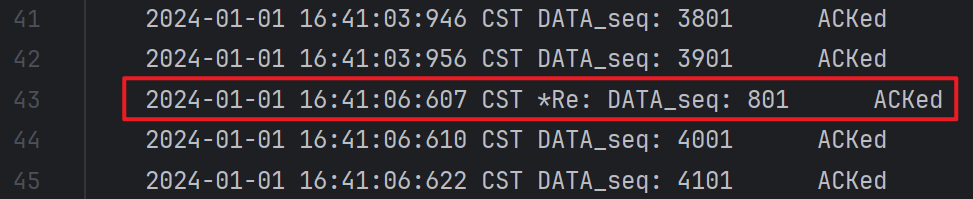 41 2024-01-01 16:41:03:946 CST DATA_seq: 3801 ACKed
42 2024-01-01 16:41:03:956 CST DATA_seq: 3901 ACKed
43 2024-01-01 16:41:06:607 CST *Re: DATA_seq: 801 ACKed
44 2024-01-01 16:41:06:610 CST DATA_seq: 4001 ACKed
45 2024-01-01 16:41:06:622 CST DATA_seq: 4101 ACKed